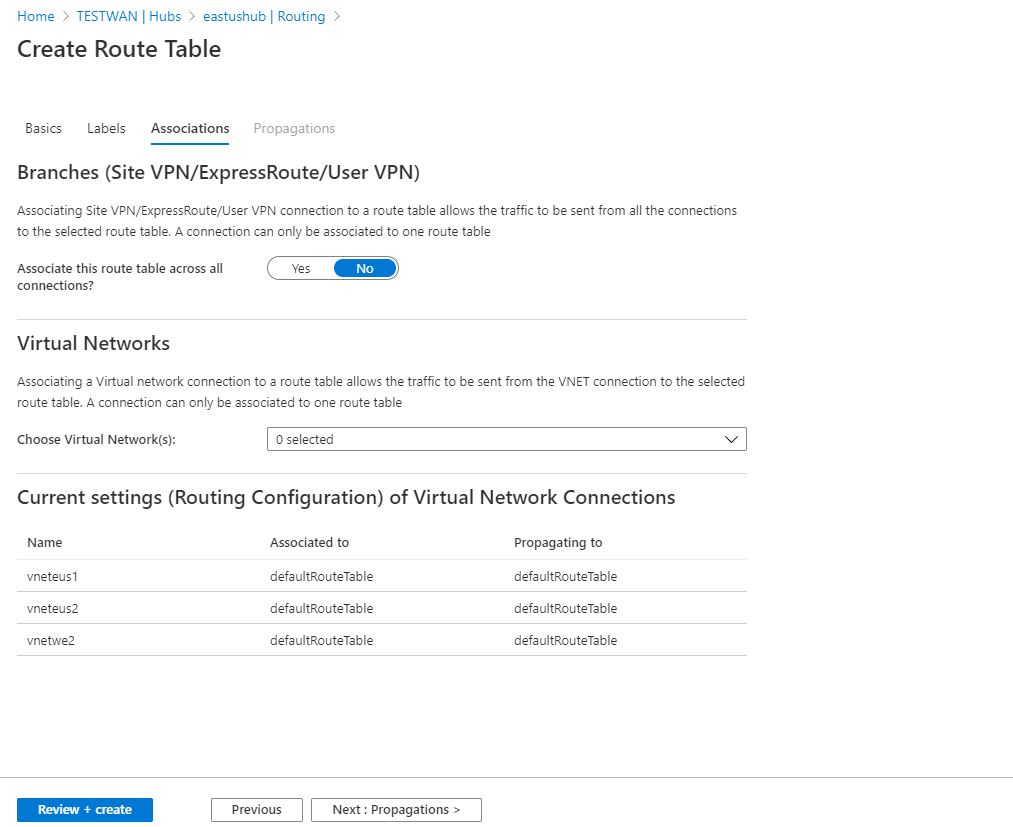 Home > TESTWAN | Hubs > eastushub | Routing >
Create Route Table
Basics Labels Associations Propagations
Branches (Site VPN/ExpressRoute/User VPN)
Associating Site VPN/ExpressRoute/User VPN connection to a route table allows the traffic to be sent from all the connections
to the selected route table. A connection can only be associated to one route table
Associate this route table across all
connections?
Yes No
Virtual Networks
Associating a Virtual network connection to a route table allows the traffic to be sent from the VNET connection to the selected
route table. A connection can only be associated to one route table
Choose Virtual Network(s): 0 selected
Current settings (Routing Configuration) of Virtual Network Connections
Name Associated to Propagating to
vneteus1 defaultRouteTable defaultRouteTable
vneteus2 defaultRouteTable defaultRouteTable
vnetwe2 defaultRouteTable defaultRouteTable
Review + create Previous Next : Propagations >